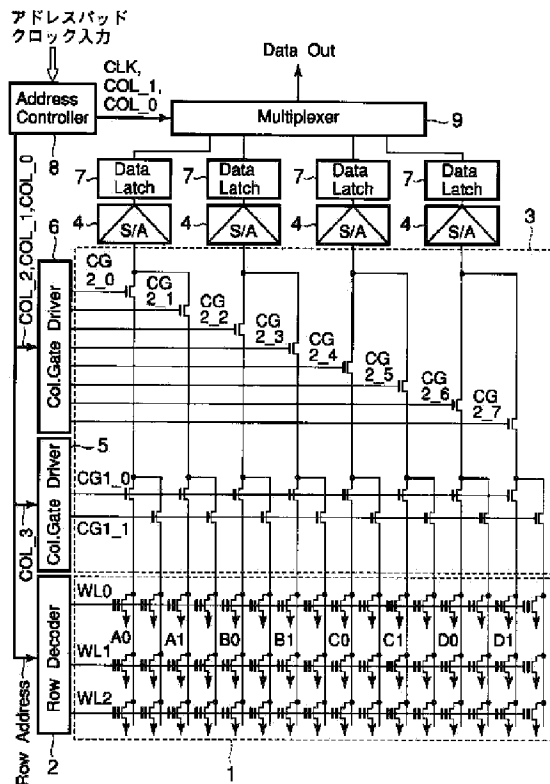 アドレスパッド
クロック入力
Data Out
CLK,
COL_1,
COL_0
Address
Controller
Multiplexer
8
9
7 Data Latch
7 Data Latch
7 Data Latch
7 Data Latch
4 S/A
4 S/A
4 S/A
4 S/A
3
COL_2,COL_1,COL_0
6
Col.Gate Driver
CG
2_0
CG
2_1
CG
2_2
CG
2_3
CG
2_4
CG
2_5
CG
2_6
CG
2_7
5
Col.Gate Driver
CG1_0
CG1_1
COL_3
Row Decoder
WL0
A0 A1 B0 B1 C0 C1 D0 D1
WL1
WL2
Row Address
2
1